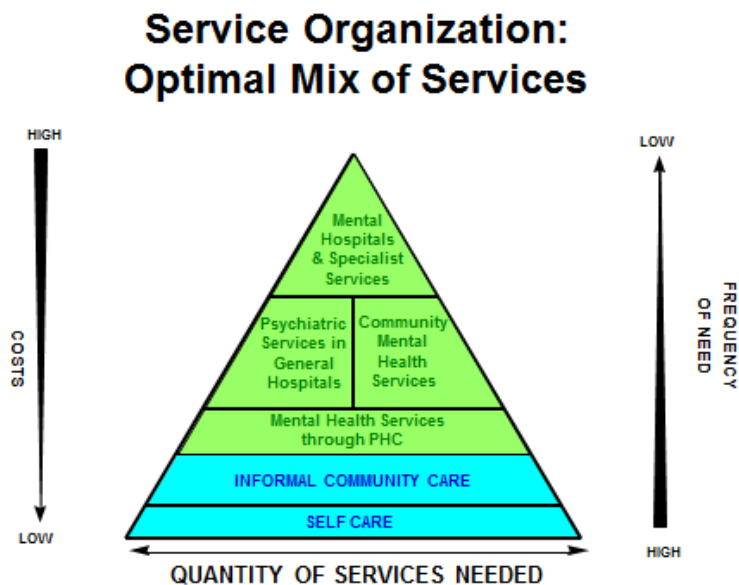 Service Organization:
Optimal Mix of Services
HIGH
LOW
Mental
Hospitals
& Specialist
Services
Psychiatric
Services in
General
Hospitals
Community
Mental
Health
Services
COSTS
FREQUENCY
OF NEED
Mental Health Services
through PHC
INFORMAL COMMUNITY CARE
SELF CARE
LOW
HIGH
QUANTITY OF SERVICES NEEDED